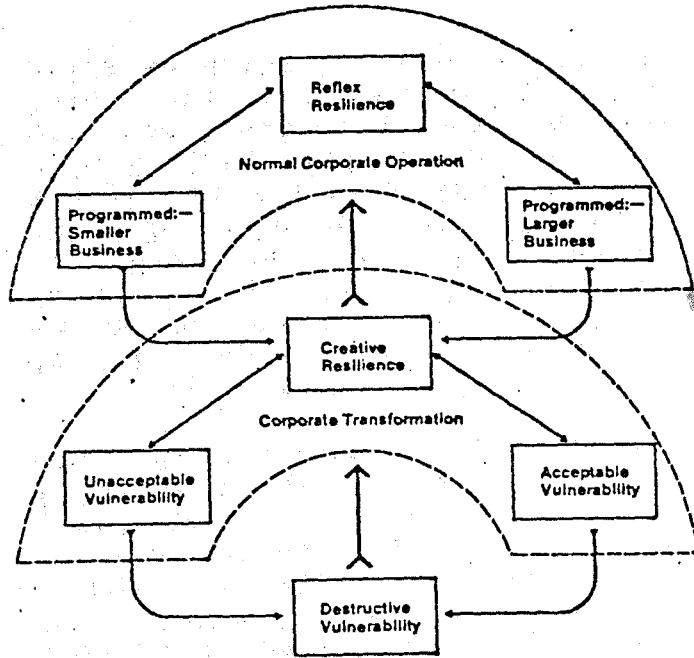 Reflex
Resilience
Normal Corporate Operation
Programmed:—
Smaller
Business
Programmed:—
Larger
Business
Creative
Resilience
Corporate Transformation
Unacceptable
Vulnerability
Acceptable
Vulnerability
Destructive
Vulnerability